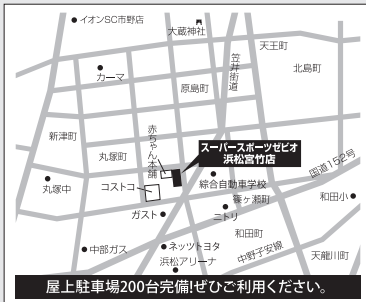 イオンSC市野店
大蔵神社
天王町
笠井街道
北島町
カーマ
原島町
新津町
赤ちゃん本舗
スーパースポーツゼビオ
浜松宮竹店
丸塚町
国道152号
丸塚中
コストコ
綜合自動車学校
篠ヶ瀬町
和田小
ガスト
ニトリ
和田町
中部ガス
ネッツトヨタ
浜松アリーナ
中野子安線
天龍川町
屋上駐車場200台完備!ぜひご利用ください。